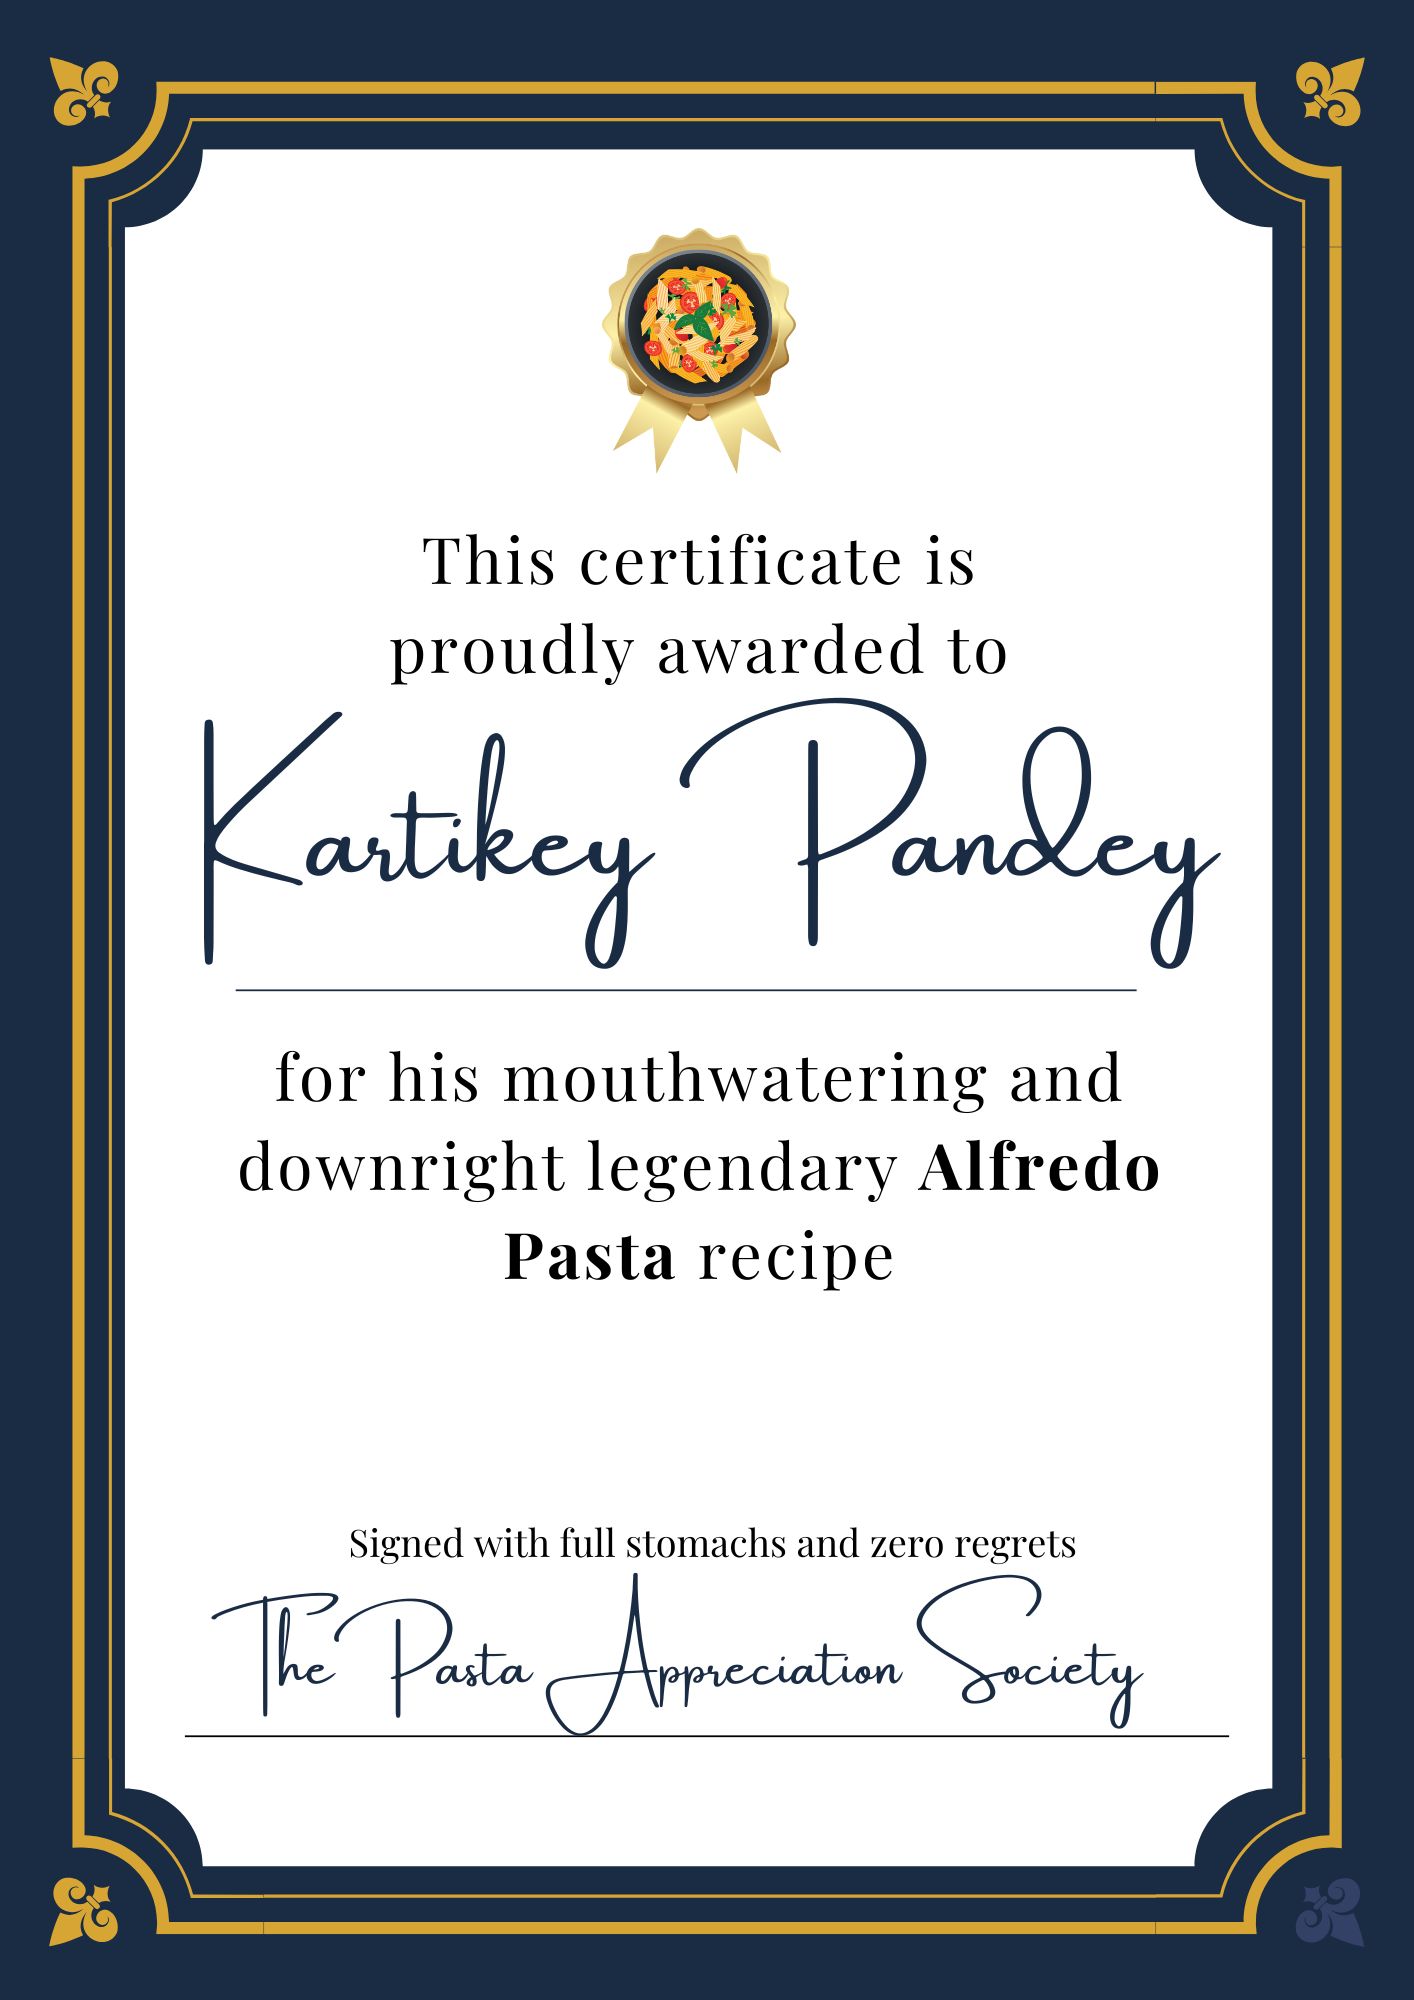 This certificate is
proudly awarded to
Kartikey Pandey
for his mouthwatering and
downright legendary Alfredo
Pasta recipe
Signed with full stomachs and zero regrets
The Pasta Appreciation Society